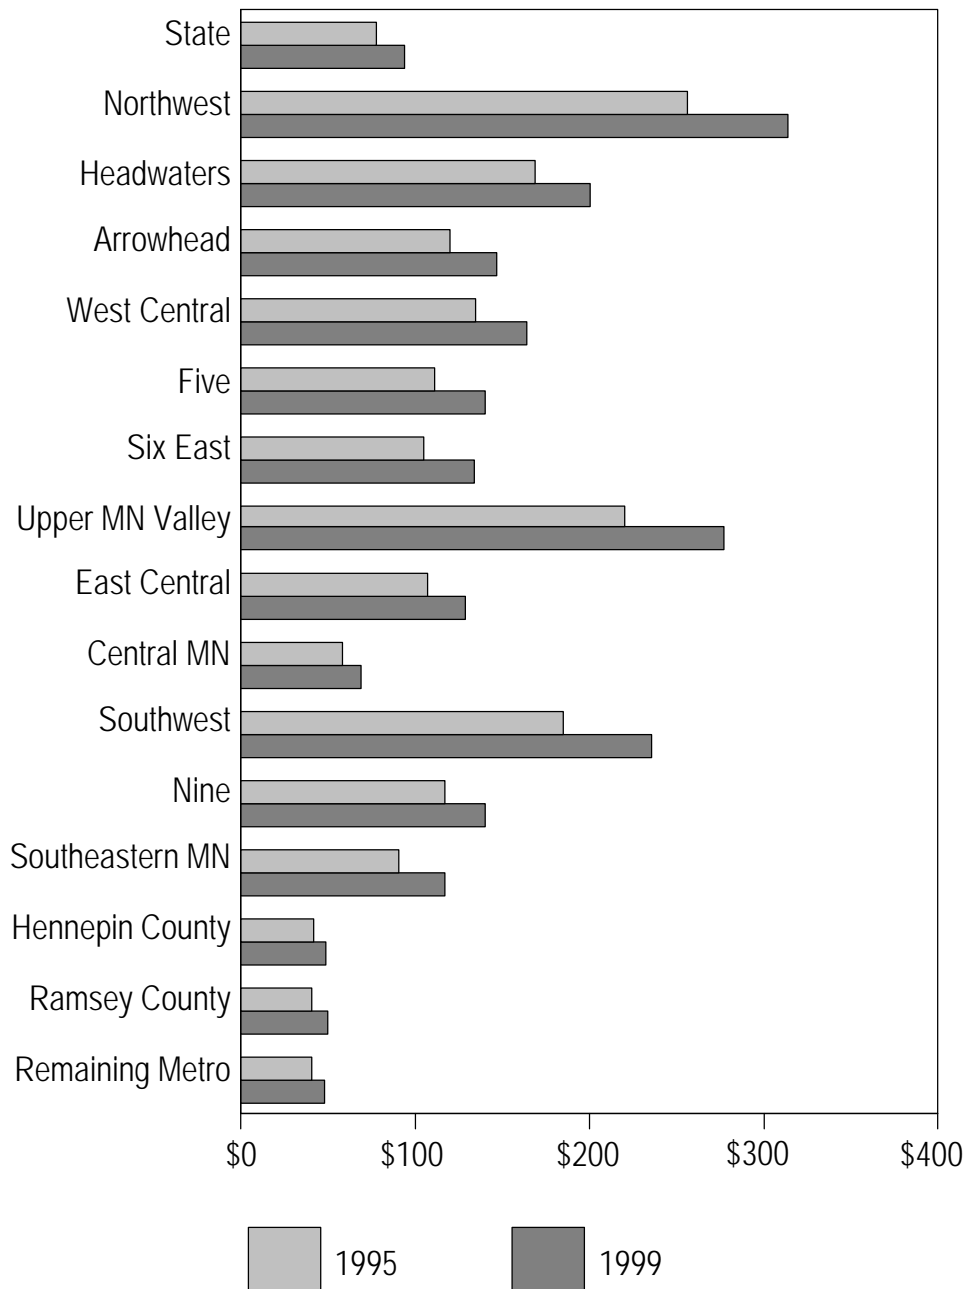 State
Northwest
Headwaters
Arrowhead
West Central
Five
Six East
Upper MN Valley
East Central
Central MN
Southwest
Nine
Southeastern MN
Hennepin County
Ramsey County
Remaining Metro
$0 $100 $200 $300 $400
1995 1999